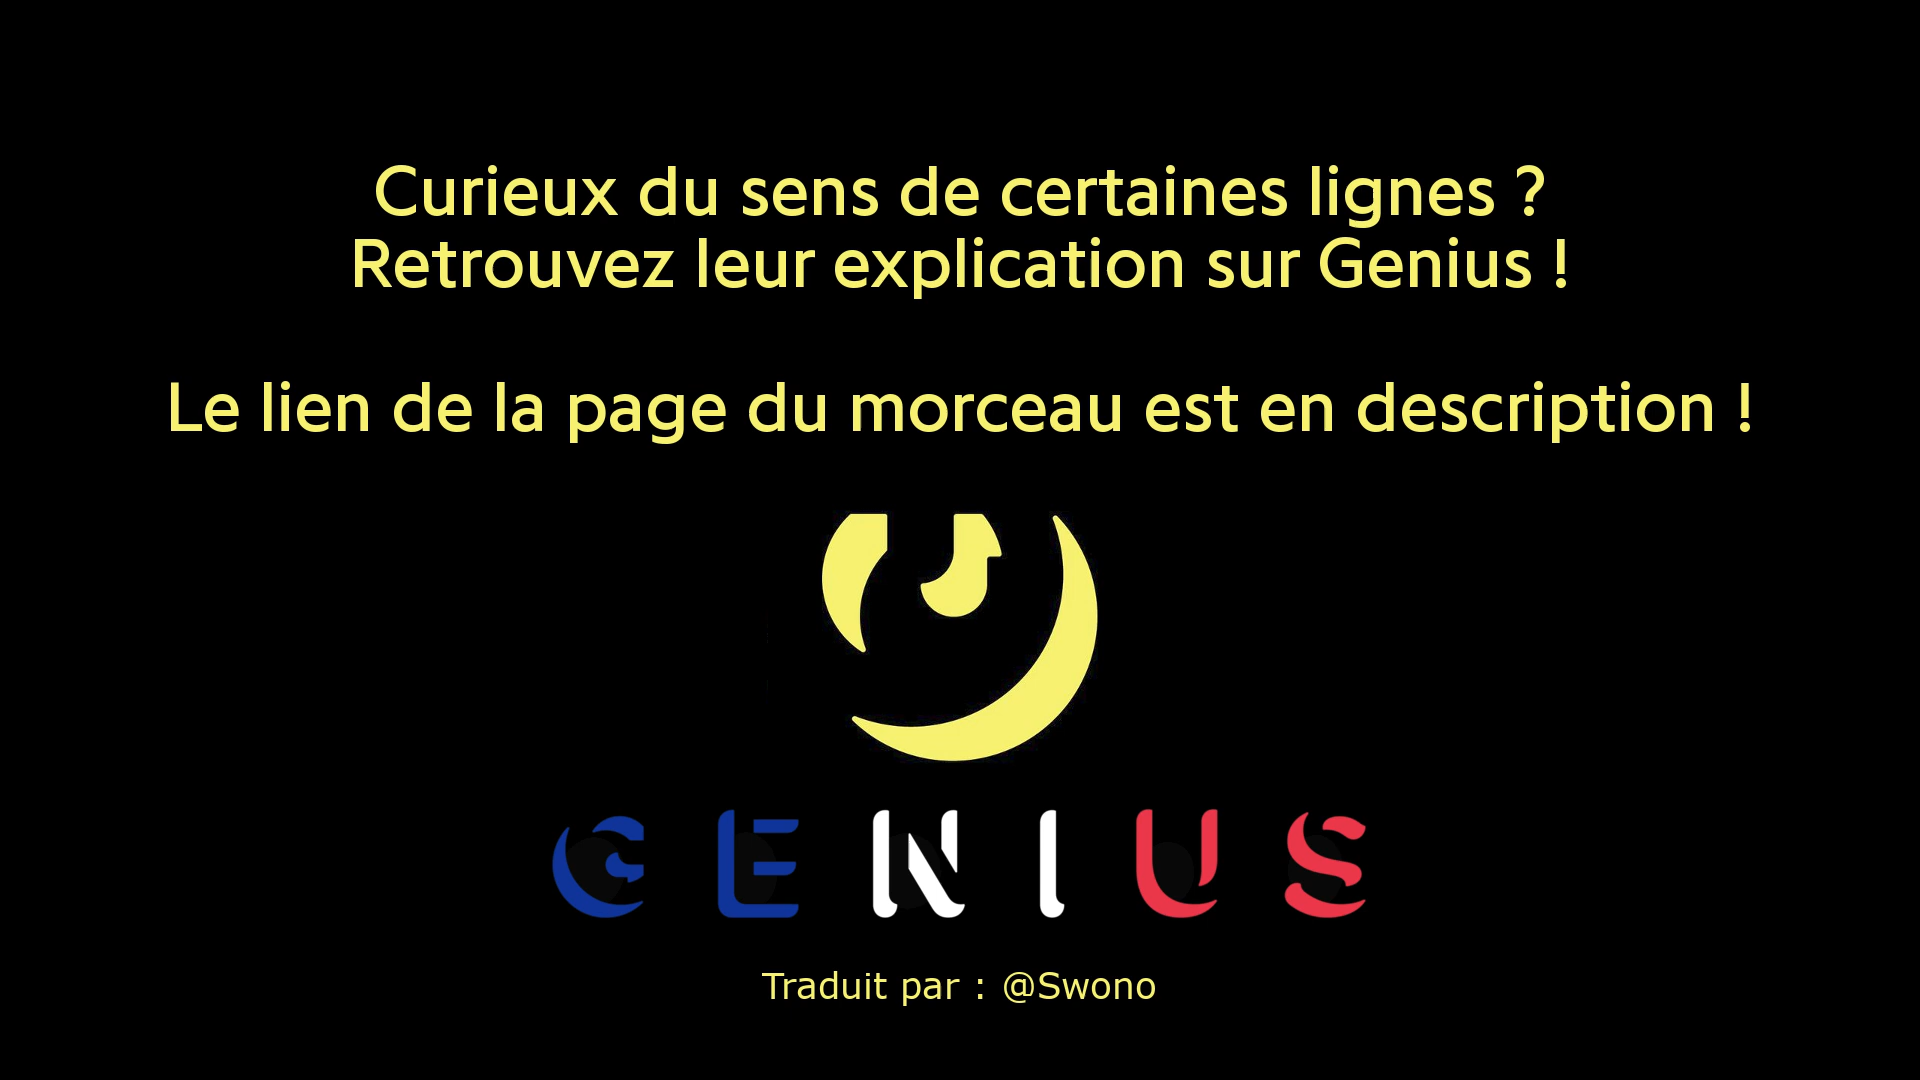 Curieux du sens de certaines lignes ?
Retrouvez leur explication sur Genius !
Le lien de la page du morceau est en description !
GENIUS
Traduit par : @Swono